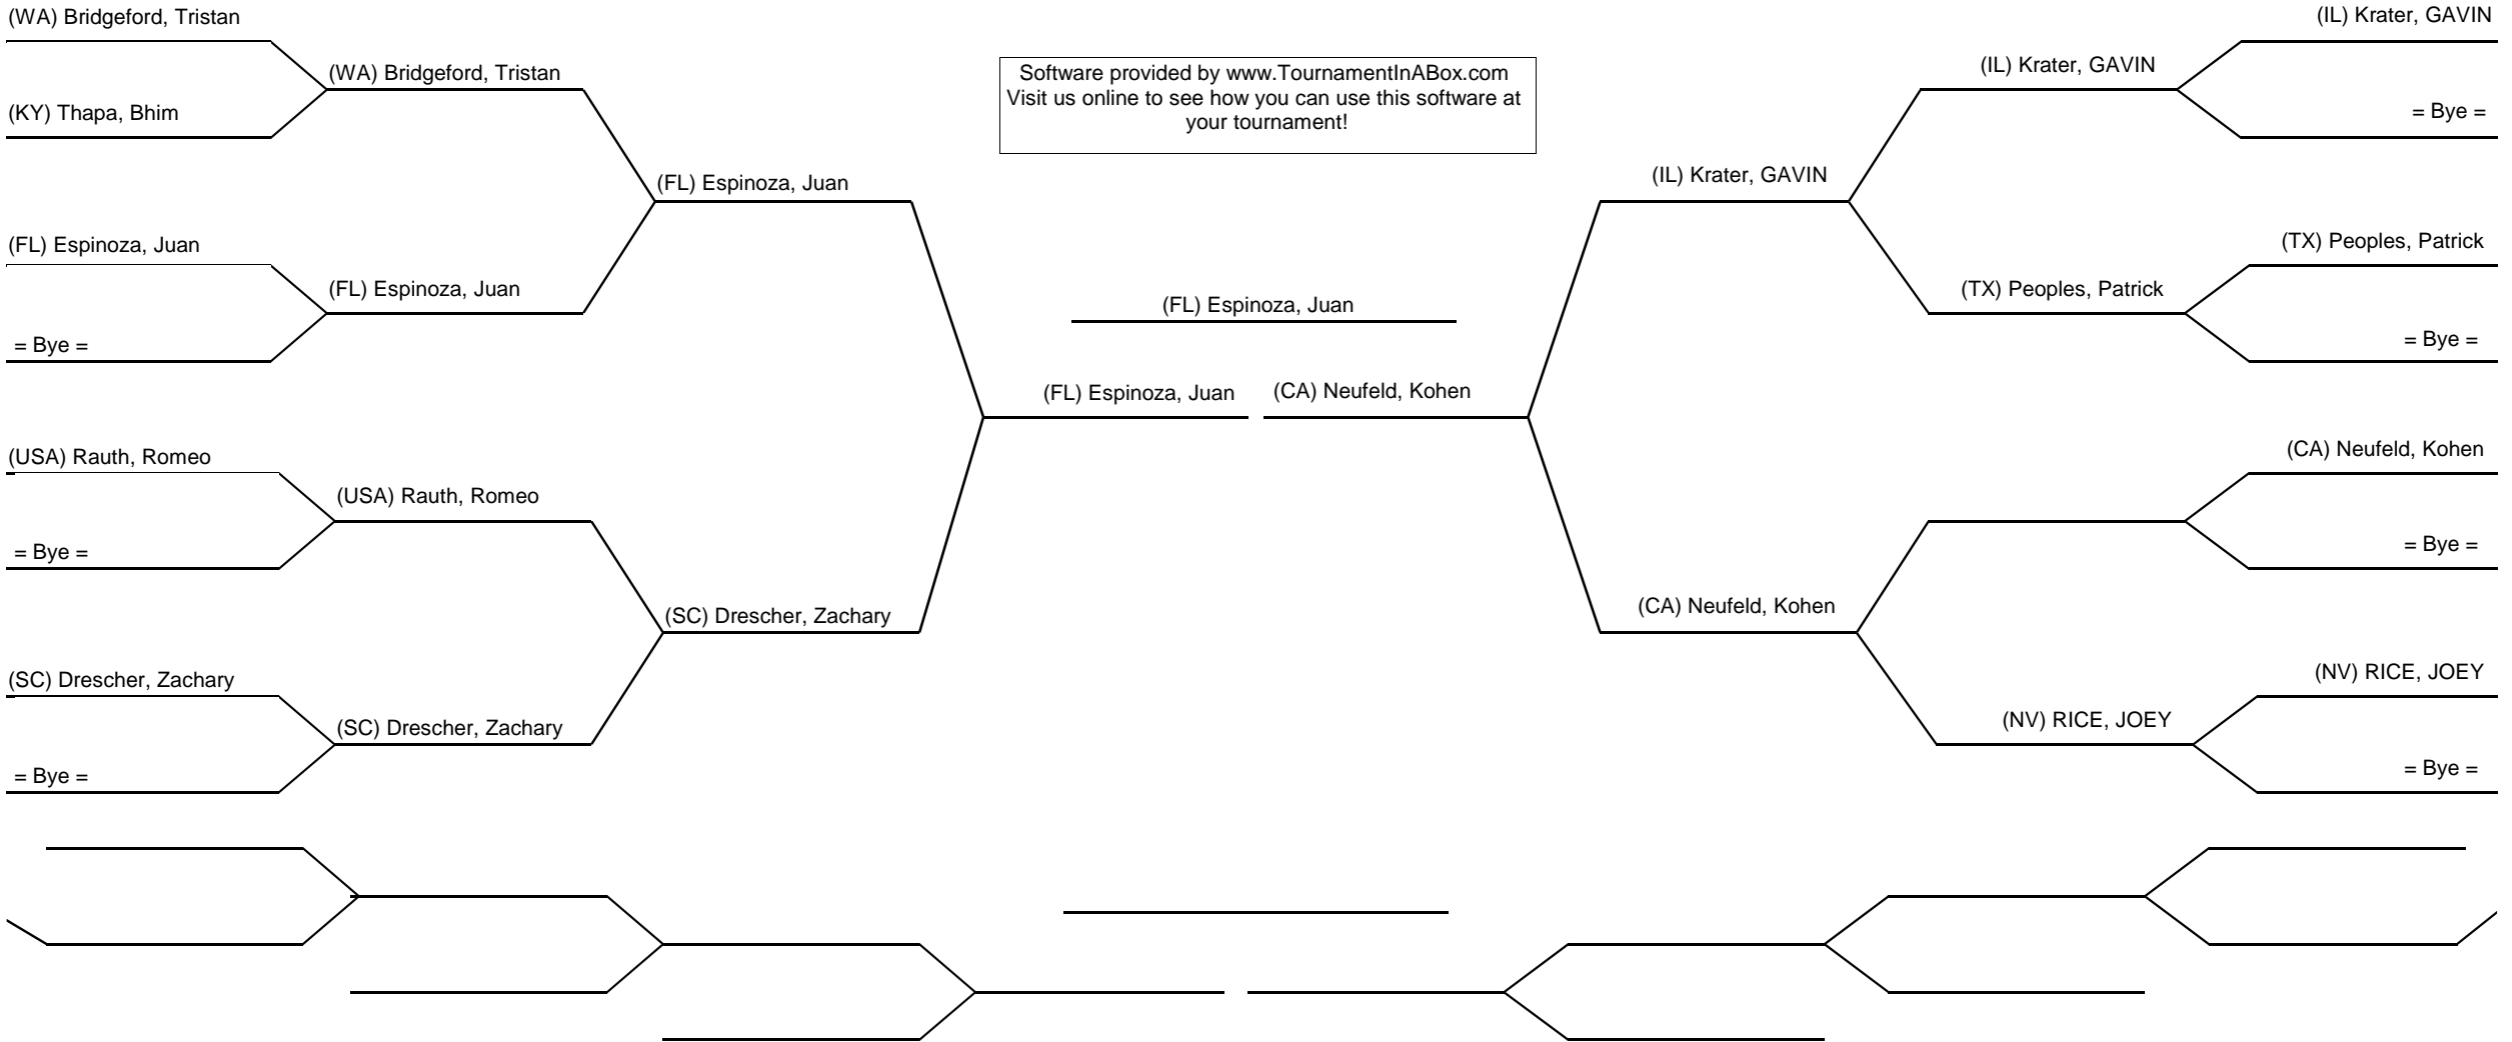 (WA) Bridgeford, Tristan
(IL) Krater, GAVIN
(WA) Bridgeford, Tristan
Software provided by www.TournamentInABox.com
Visit us online to see how you can use this software at
your tournament!
(IL) Krater, GAVIN
(KY) Thapa, Bhim
= Bye =
(FL) Espinoza, Juan
(IL) Krater, GAVIN
(FL) Espinoza, Juan
(TX) Peoples, Patrick
(FL) Espinoza, Juan
(FL) Espinoza, Juan
(TX) Peoples, Patrick
= Bye =
= Bye =
(FL) Espinoza, Juan
(CA) Neufeld, Kohen
(USA) Rauth, Romeo
(CA) Neufeld, Kohen
(USA) Rauth, Romeo
= Bye =
= Bye =
(SC) Drescher, Zachary
(CA) Neufeld, Kohen
(SC) Drescher, Zachary
(NV) RICE, JOEY
(SC) Drescher, Zachary
(NV) RICE, JOEY
= Bye =
= Bye =